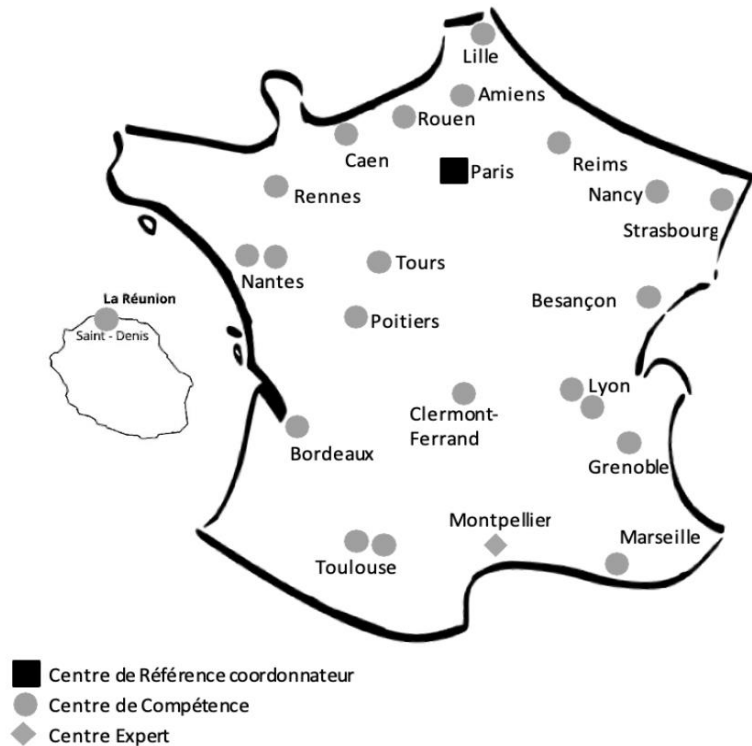 Lille
Amiens
Rouen
Caen
Reims
Paris
Nancy
Rennes
Strasbourg
Nantes
Tours
La Réunion
Saint - Denis
Besançon
Poitiers
Lyon
Clermont-
Ferrand
Bordeaux
Grenoble
Montpellier
Marseille
Toulouse
Centre de Référence coordonnateur
Centre de Compétence
Centre Expert